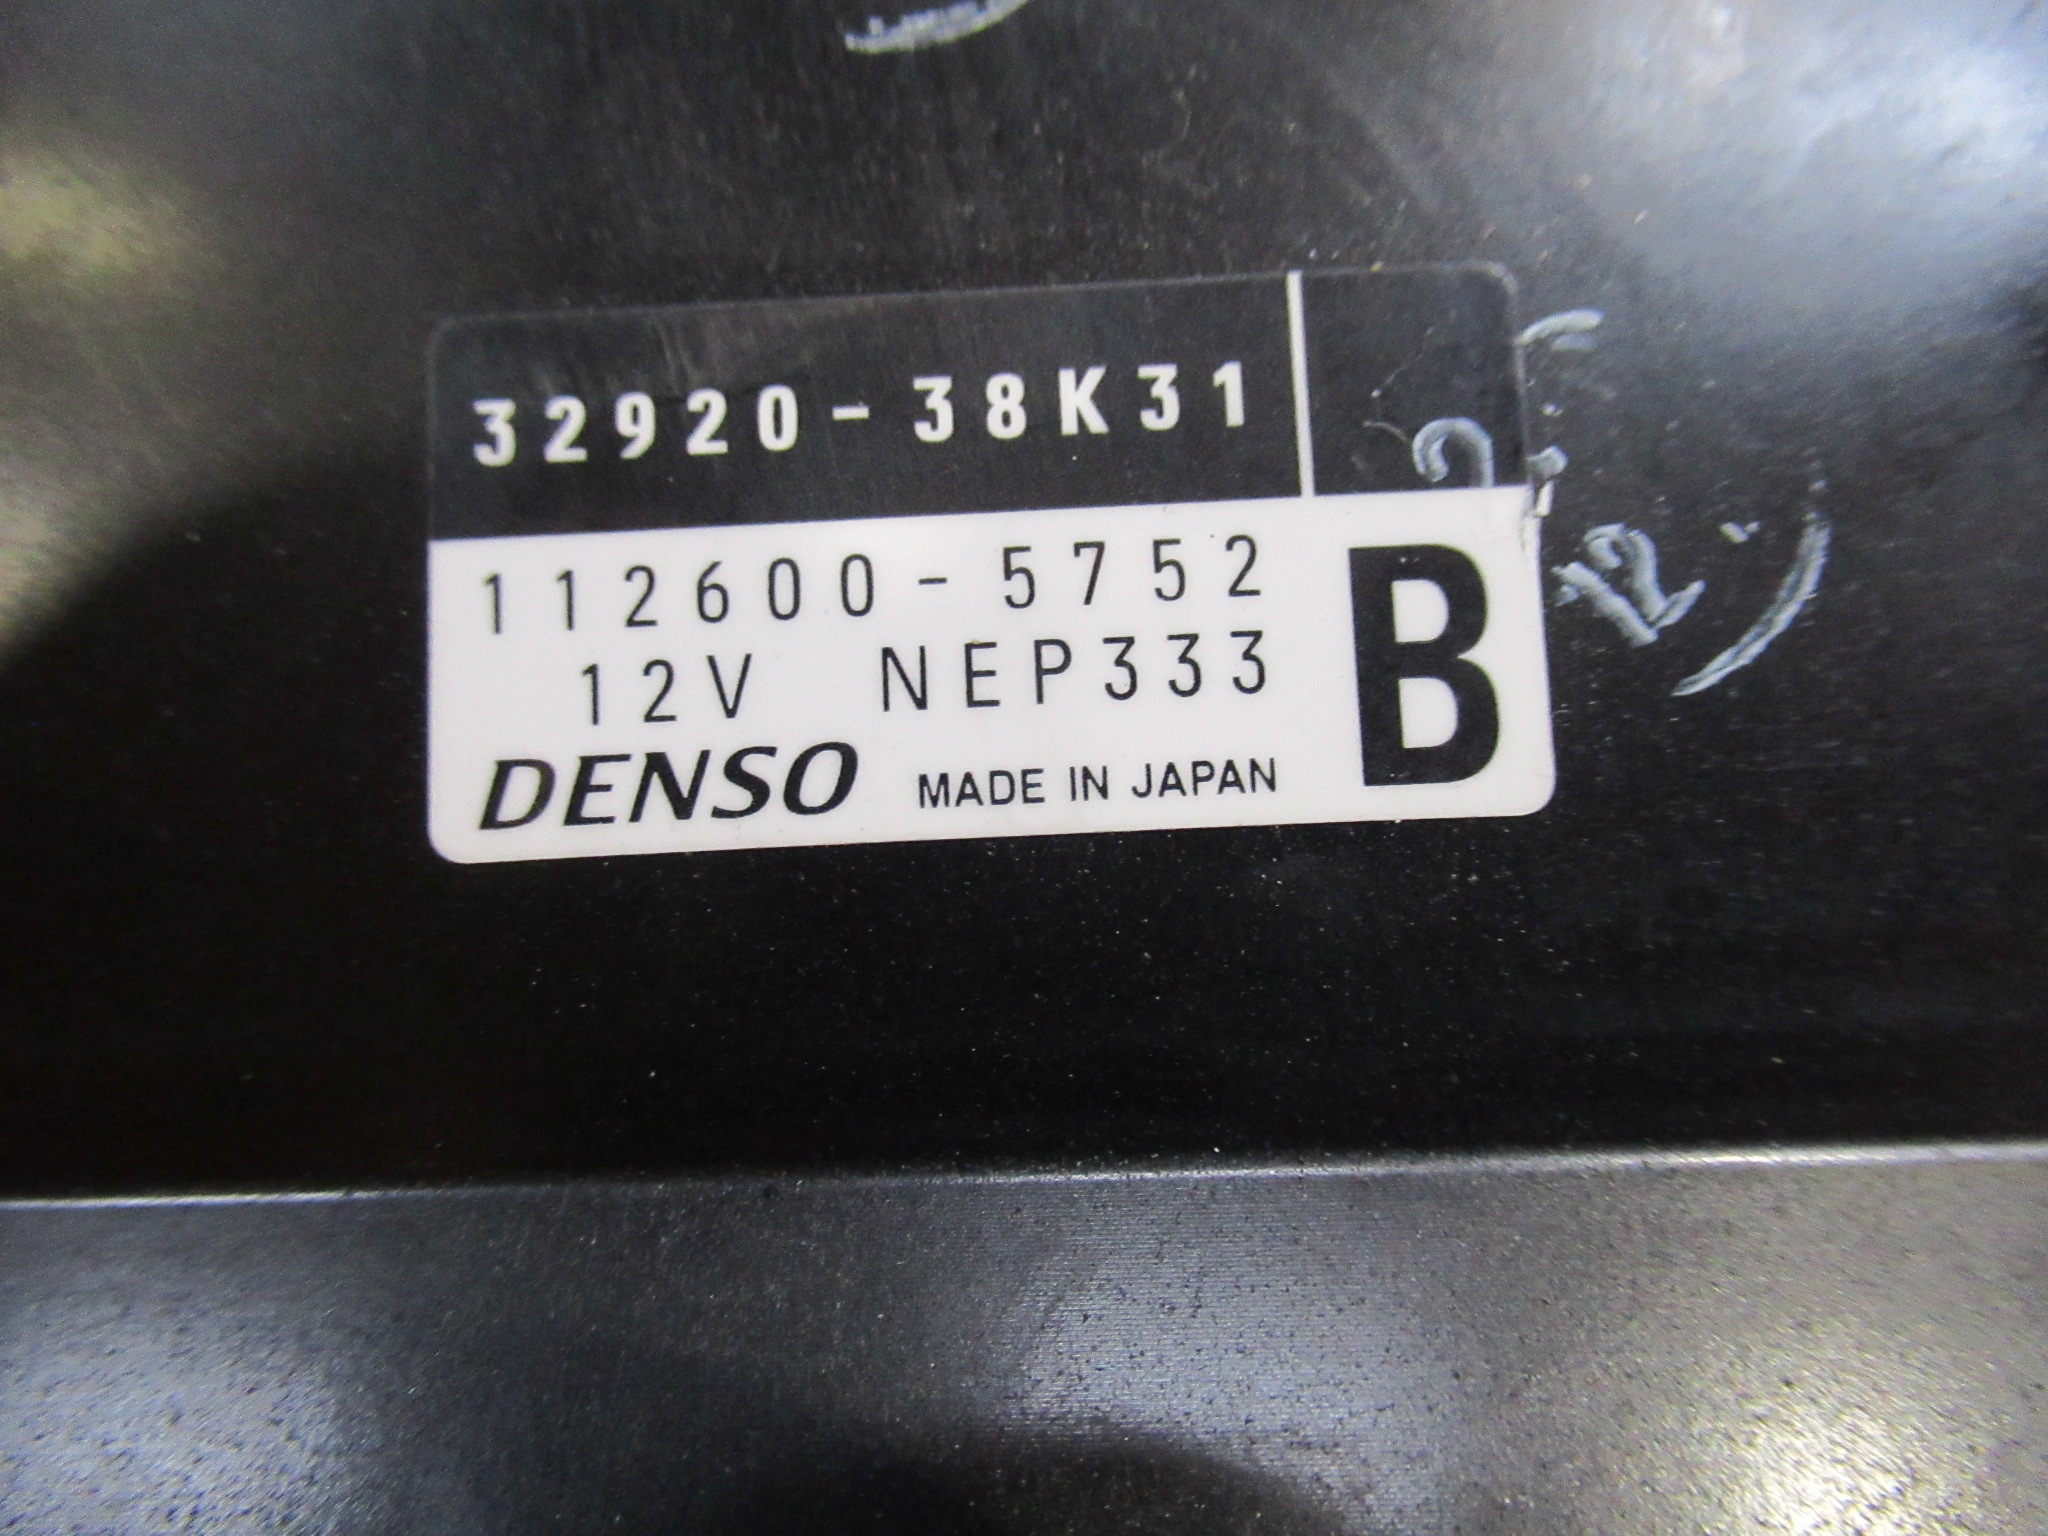 32920-38K31
112600-5752
12V NEP333
B
DENSO MADE IN JAPAN